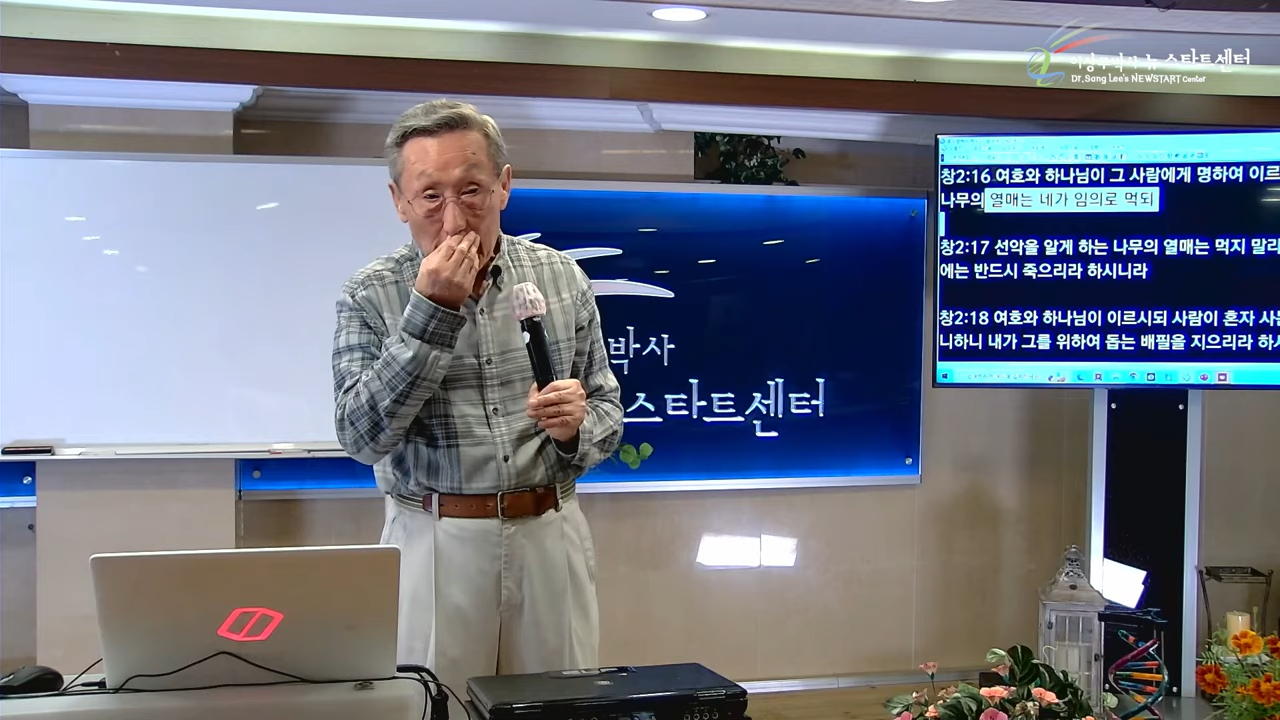 이상구박사 뉴스타트센터
Dr. Sang Lee's NEWSTART Center
창2:16 여호와 하나님이 그 사람에게 명하여 이르
나무의 열매는 네가 임의로 먹되
창2:17 선악을 알게 하는 나무의 열매는 먹지 말라
에는 반드시 죽으리라 하시니라
창2:18 여호와 하나님이 이르시되 사람이 혼자 사는
니하니 내가 그를 위하여 돕는 배필을 지으리라 하시
박사
스타트센터